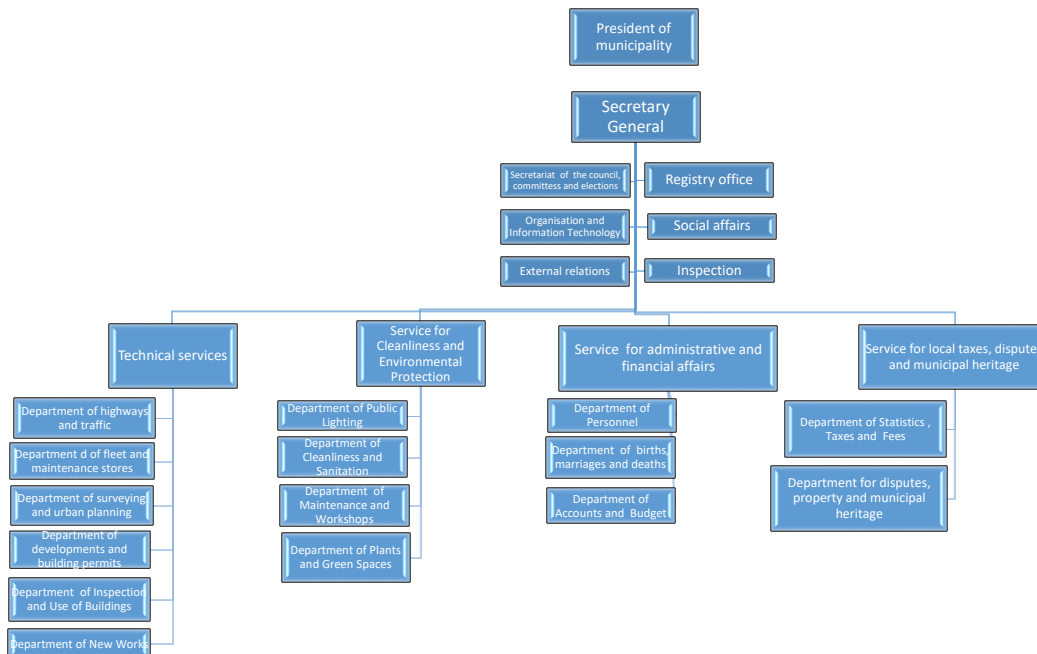 President of
municipality
Secretary
General
Secretariat of the council,
committess and elections
Registry office
Organisation and
Information Technology
Social affairs
External relations
Inspection
Technical services
Service for
Cleanliness and
Environmental
Protection
Service for administrative and
financial affairs
Service for local taxes, dispute
and municipal heritage
Department of highways
and traffic
Department d of fleet and
maintenance stores
Department of surveying
and urban planning
Department of
developments and
building permits
Department of Inspection
and Use of Buildings
Department of New Works
Department of Public
Lighting
Department of
Cleanliness and
Sanitation
Department of
Maintenance and
Workshops
Department of Plants
and Green Spaces
Department of
Personnel
Department of births,
marriages and deaths
Department of
Accounts and Budget
Department of Statistics ,
Taxes and Fees
Department for disputes,
property and municipal
heritage